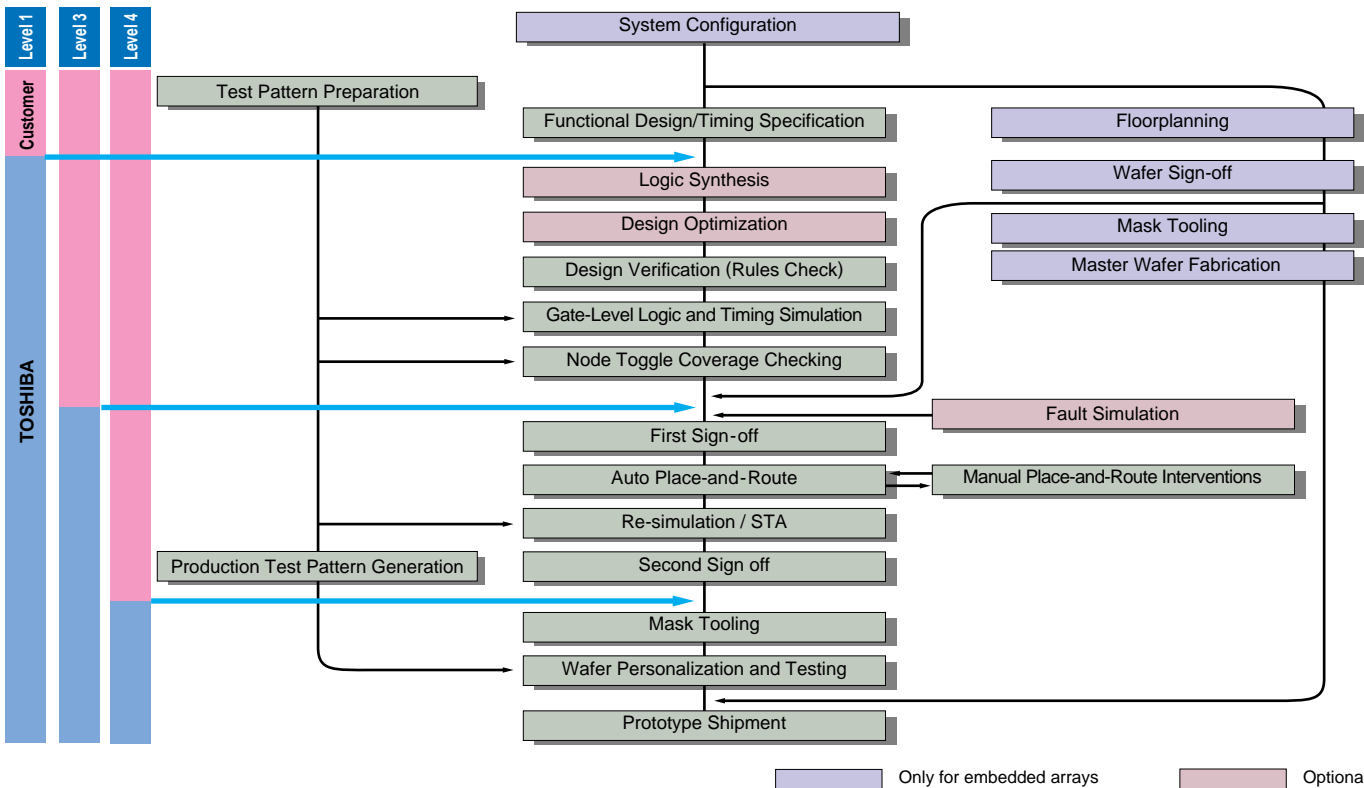 Level 1
Level 3
Level 4
Customer
TOSHIBA
System Configuration
Test Pattern Preparation
Functional Design/Timing Specification
Floorplanning
Logic Synthesis
Wafer Sign-off
Design Optimization
Mask Tooling
Design Verification (Rules Check)
Master Wafer Fabrication
Gate-Level Logic and Timing Simulation
Node Toggle Coverage Checking
Fault Simulation
First Sign-off
Auto Place-and-Route
Manual Place-and-Route Interventions
Re-simulation / STA
Production Test Pattern Generation
Second Sign off
Mask Tooling
Wafer Personalization and Testing
Prototype Shipment
Only for embedded arrays
Optiona